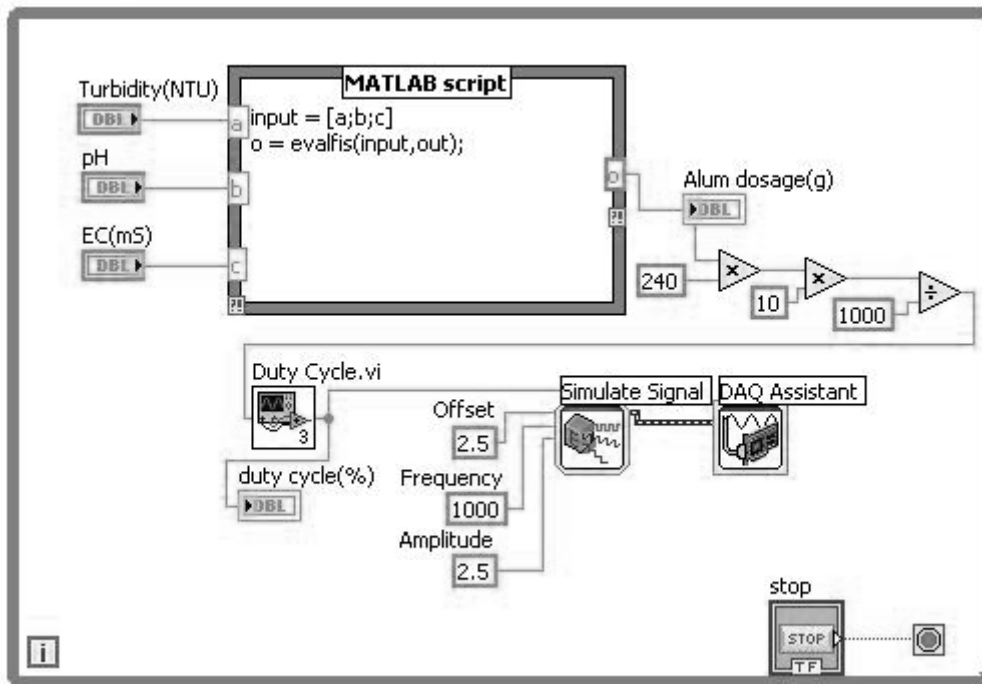 Turbidity(NTU)
DBL
pH
DBL
EC(mS)
DBL
MATLAB script
a
input = [a;b;c]
o = evalfis(input,out);
b
c
o
Alum dosage(g)
DBL
240
×
10
×
1000
÷
Duty Cycle.vi
3
duty cycle(%)
DBL
Offset
2.5
Frequency
1000
Amplitude
2.5
Simulate Signal
DAQ Assistant
stop
STOP
TF
i